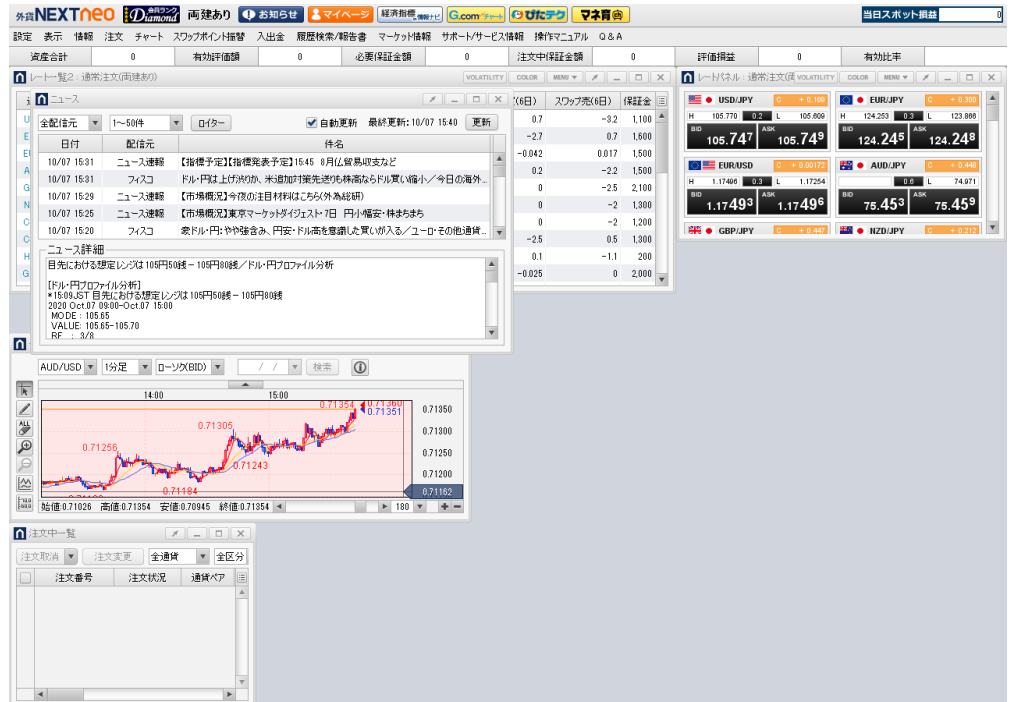 外貨NEXTneo 会員ランク Diamond 両建あり お知らせ マイページ 経済指標 情報ナビ G.comチャート ぴたテク マネ育 当日スポット損益 0
設定 表示 情報 注文 チャート スワップポイント振替 入出金 履歴検索/報告書 マーケット情報 サポート/サービス情報 操作マニュアル Q&A
資産合計 0 有効評価額 0 必要保証金額 0 注文中保証金額 0 評価損益 0 有効比率
レート一覧2:通常注文(両建あり) VOLATILITY COLOR MENU
(6日) スワップ売(6日) 保証金
0.7 -3.2 1,100
-2.7 0.7 1,600
-0.042 0.017 1,500
0.2 -2.2 1,500
0 -2.5 2,100
0 -2 1,300
0 -2 1,200
-2.5 0.5 1,300
0.1 -1.1 200
-0.025 0 2,000
ニュース
全配信元 1~50件 ロイター 自動更新 最終更新:10/07 15:40 更新
日付 配信元 件名
10/07 15:31 ニュース速報 【指標予定】【指標発表予定】15:45 8月仏貿易収支など
10/07 15:31 フィスコ ドル・円は上げ渋りか、米追加対策先送りも株高ならドル買い縮小/今日の海外...
10/07 15:29 ニュース速報 【市場概況】今夜の注目材料はこちら(外為総研)
10/07 15:25 ニュース速報 【市場概況】東京マーケットダイジェスト・7日 円小幅安・株まちまち
10/07 15:20 フィスコ 欧ドル・円:やや強含み、円安・ドル高を意識した買いが入る/ユーロ・その他通貨...
ニュース詳細
目先における想定レンジは105円50銭-105円80銭/ドル・円プロファイル分析
[ドル・円プロファイル分析]
*15:09JST 目先における想定レンジは105円50銭-105円80銭
2020 Oct.07 09:00-Oct.07 15:00
MODE : 105.65
VALUE: 105.65-105.70
RF : 3/8
レートパネル:通常注文(両 VOLATILITY COLOR MENU
USD/JPY C + 0.109
H 105.770 0.2 L 105.609
BID 105.747 ASK 105.749
EUR/JPY C + 0.300
H 124.253 0.3 L 123.866
BID 124.245 ASK 124.248
EUR/USD C + 0.00172
H 1.17496 0.3 L 1.17254
BID 1.17493 ASK 1.17496
AUD/JPY C + 0.448
0.6 L 74.971
BID 75.453 ASK 75.459
GBP/JPY C + 0.447
NZD/JPY C + 0.212
AUD/USD 1分足 ローソク(BID) / / 検索
14:00 15:00
0.71354 0.71360
0.71351
0.71305
0.71256
0.71243
0.71184
0.71350
0.71300
0.71250
0.71200
0.71162
ALL
始値:0.71026 高値:0.71354 安値:0.70945 終値:0.71354 180
注文中一覧
注文取消 注文変更 全通貨 全区分
注文番号 注文状況 通貨ペア